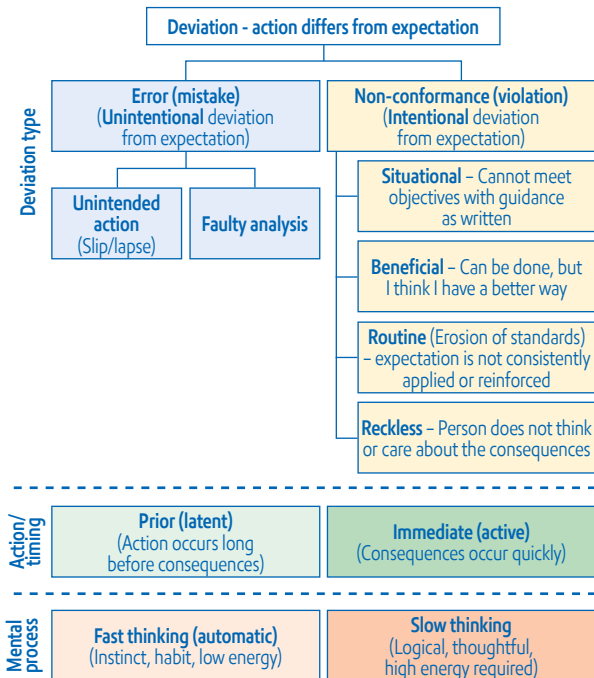 Deviation - action differs from expectation
Deviation type
Error (mistake)
(Unintentional deviation
from expectation)
Non-conformance (violation)
(Intentional deviation
from expectation)
Unintended
action
(Slip/lapse)
Faulty analysis
Situational – Cannot meet
objectives with guidance
as written
Beneficial – Can be done, but
I think I have a better way
Routine (Erosion of standards)
– expectation is not consistently
applied or reinforced
Reckless – Person does not think
or care about the consequences
Action/
timing
Prior (latent)
(Action occurs long
before consequences)
Immediate (active)
(Consequences occur quickly)
Mental
process
Fast thinking (automatic)
(Instinct, habit, low energy)
Slow thinking
(Logical, thoughtful,
high energy required)